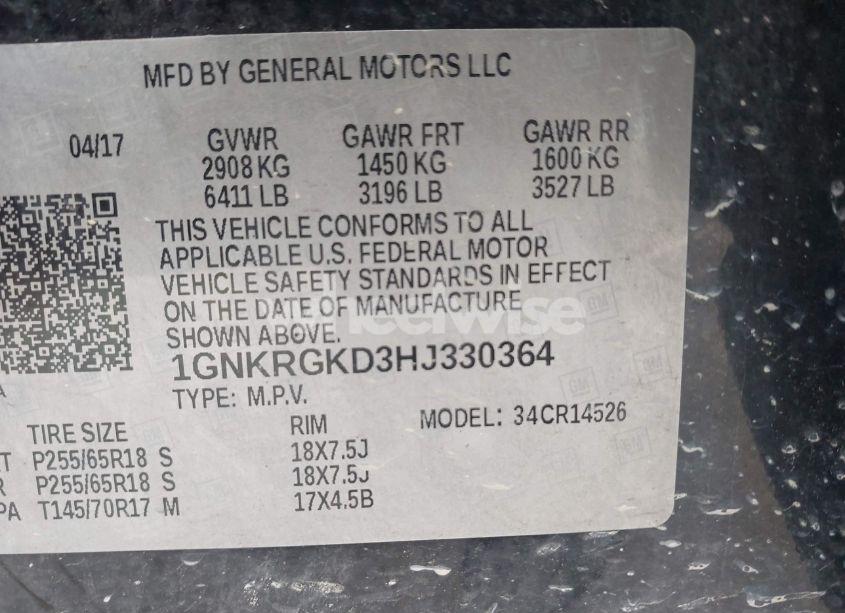 MFD BY GENERAL MOTORS LLC
04/17 GVWR GAWR FRT GAWR RR
2908 KG 1450 KG 1600 KG
6411 LB 3196 LB 3527 LB
THIS VEHICLE CONFORMS TO ALL
APPLICABLE U.S. FEDERAL MOTOR
VEHICLE SAFETY STANDARDS IN EFFECT
ON THE DATE OF MANUFACTURE
SHOWN ABOVE.
1GNKRGKD3HJ330364
TYPE: M.P.V.
MODEL: 34CR14526
TIRE SIZE RIM
P255/65R18 S 18X7.5J
P255/65R18 S 18X7.5J
PA T145/70R17 M 17X4.5B
GM